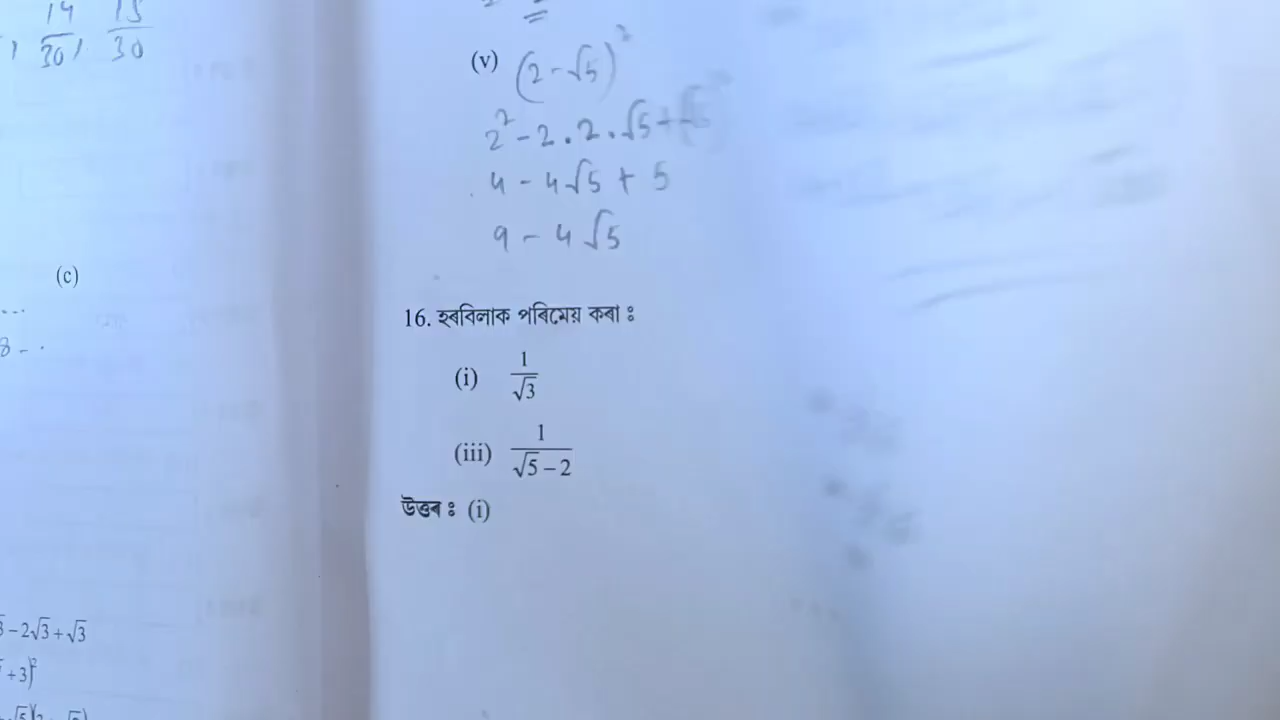 14/30, 15/30
(c)
...
8 - .
3 - 2√3 + √3
+3)²
(v) (2 - √5)²
2² - 2 . 2 . √5 +
4 - 4√5 + 5
9 - 4√5
16. হৰবিলাক পৰিমেয় কৰা ঃ
(i) 1/√3
(iii) 1/(√5 - 2)
উত্তৰ ঃ (i)